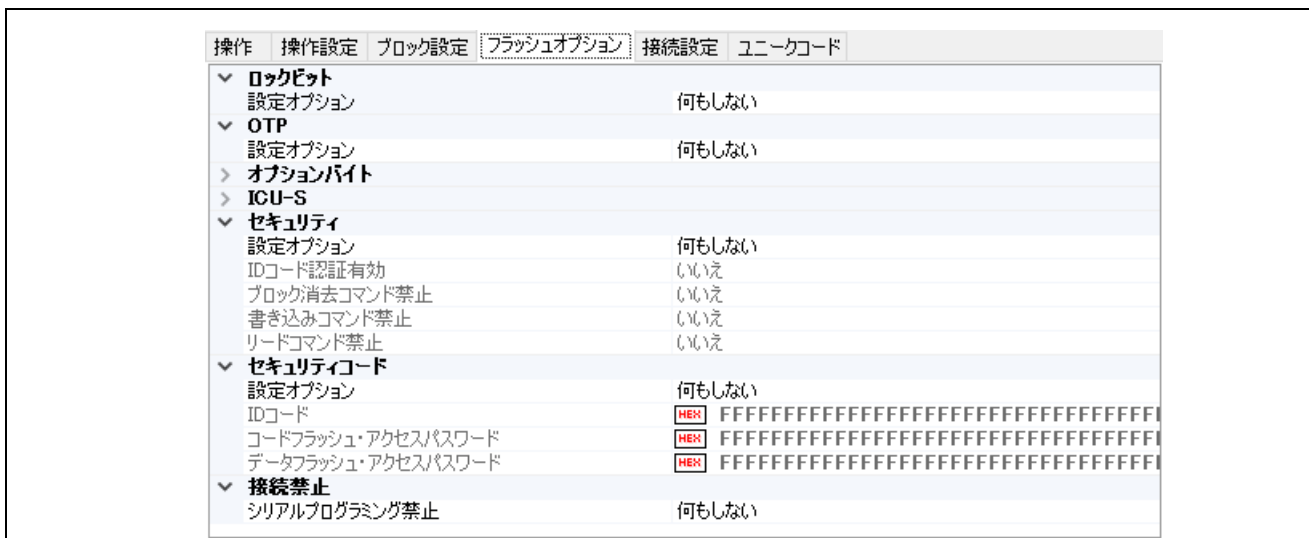 操作 操作設定 ブロック設定 フラッシュオプション 接続設定 ユニークコード
ロックビット
設定オプション 何もしない
OTP
設定オプション 何もしない
オプションバイト
ICU-S
セキュリティ
設定オプション 何もしない
IDコード認証有効 いいえ
ブロック消去コマンド禁止 いいえ
書き込みコマンド禁止 いいえ
リードコマンド禁止 いいえ
セキュリティコード
設定オプション 何もしない
IDコード HEX FFFFFFFFFFFFFFFFFFFFFFFFFFFFFFFFF
コードフラッシュ・アクセスパスワード HEX FFFFFFFFFFFFFFFFFFFFFFFFFFFFFFFFF
データフラッシュ・アクセスパスワード HEX FFFFFFFFFFFFFFFFFFFFFFFFFFFFFFFFF
接続禁止
シリアルプログラミング禁止 何もしない